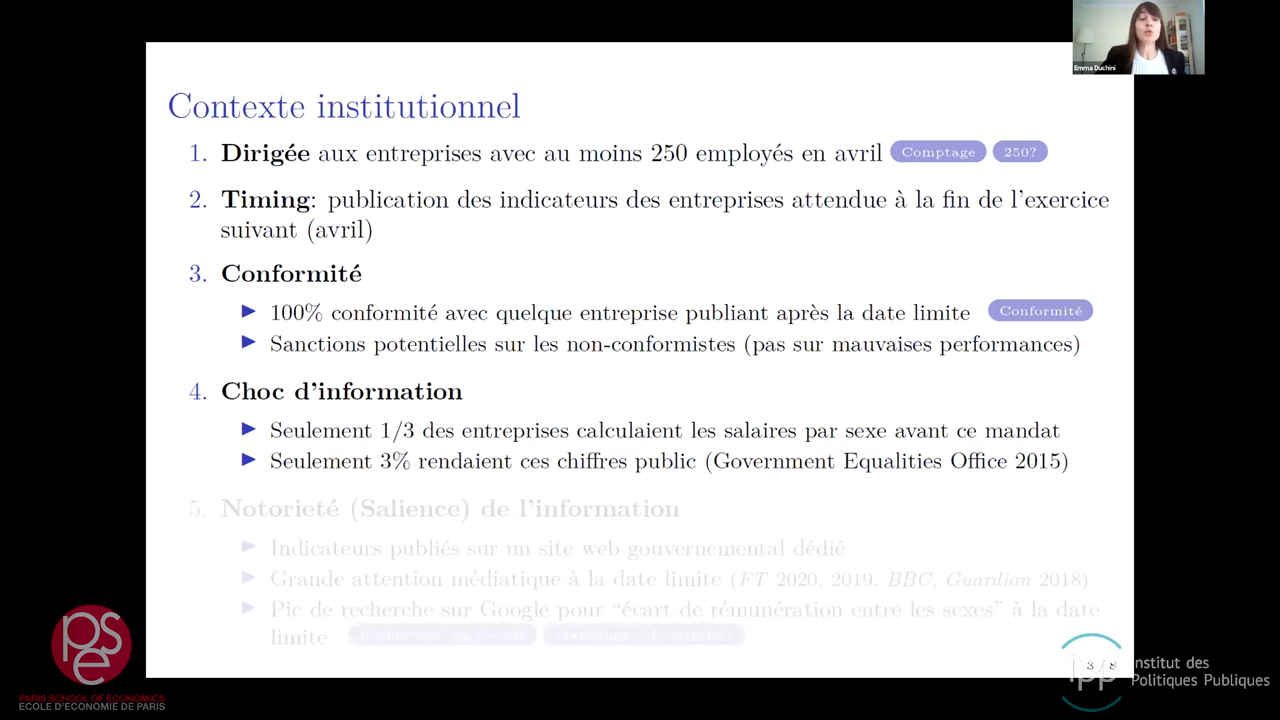 Emma Duchini
Contexte institutionnel
1. Dirigée aux entreprises avec au moins 250 employés en avril Comptage 250?
2. Timing: publication des indicateurs des entreprises attendue à la fin de l'exercice
suivant (avril)
3. Conformité
100% conformité avec quelque entreprise publiant après la date limite Conformité
Sanctions potentielles sur les non-conformistes (pas sur mauvaises performances)
4. Choc d'information
Seulement 1/3 des entreprises calculaient les salaires par sexe avant ce mandat
Seulement 3% rendaient ces chiffres public (Government Equalities Office 2015)
5. Notorieté (Salience) de l'information
Indicateurs publiés sur un site web gouvernemental dédié
Grande attention médiatique à la date limite (FT 2020, 2019, BBC, Guardian 2018)
Pic de recherche sur Google pour “écart de rémunération entre les sexes” à la date
limite
3 / 8
pse
PARIS SCHOOL OF ECONOMICS
ECOLE D'ECONOMIE DE PARIS
ipp
Institut des
Politiques Publiques